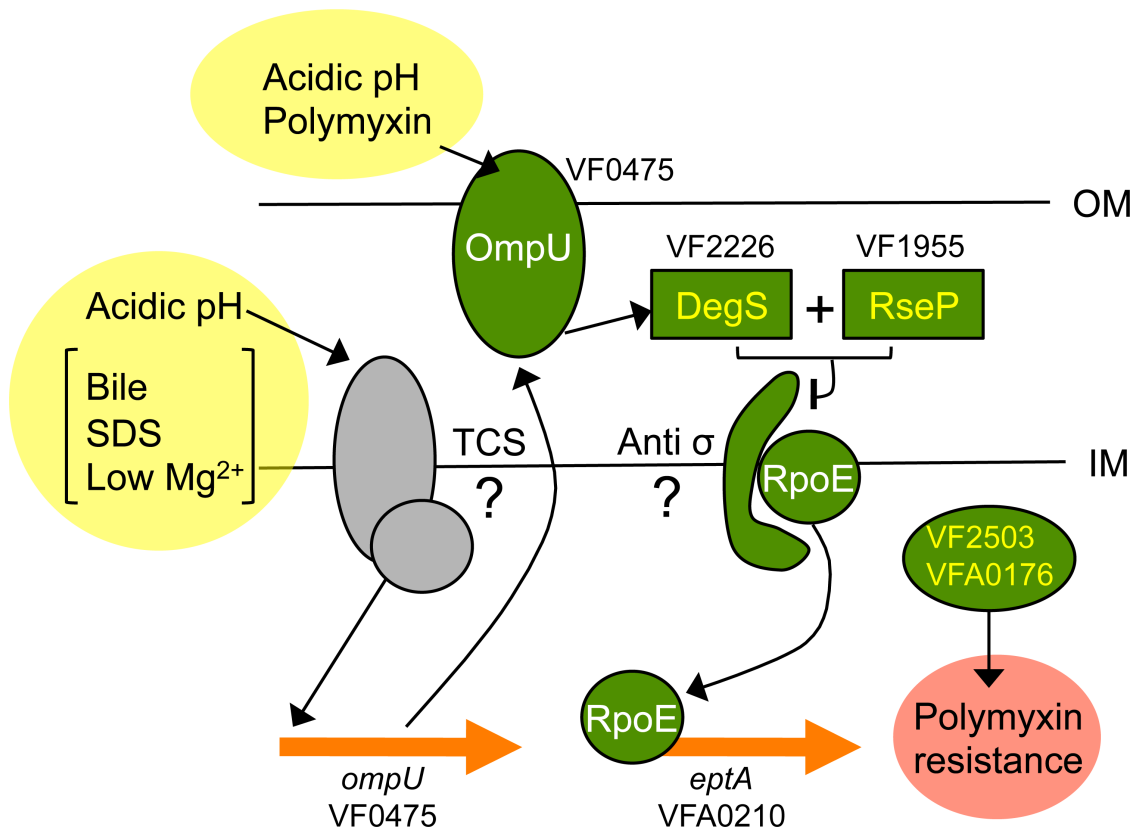 Acidic pH
Polymyxin
VF0475
OM
OmpU
VF2226
VF1955
DegS
+
RseP
Acidic pH
Bile
SDS
Low Mg²⁺
TCS
?
Anti σ
?
RpoE
IM
VF2503
VFA0176
RpoE
Polymyxin
resistance
ompU
VF0475
eptA
VFA0210